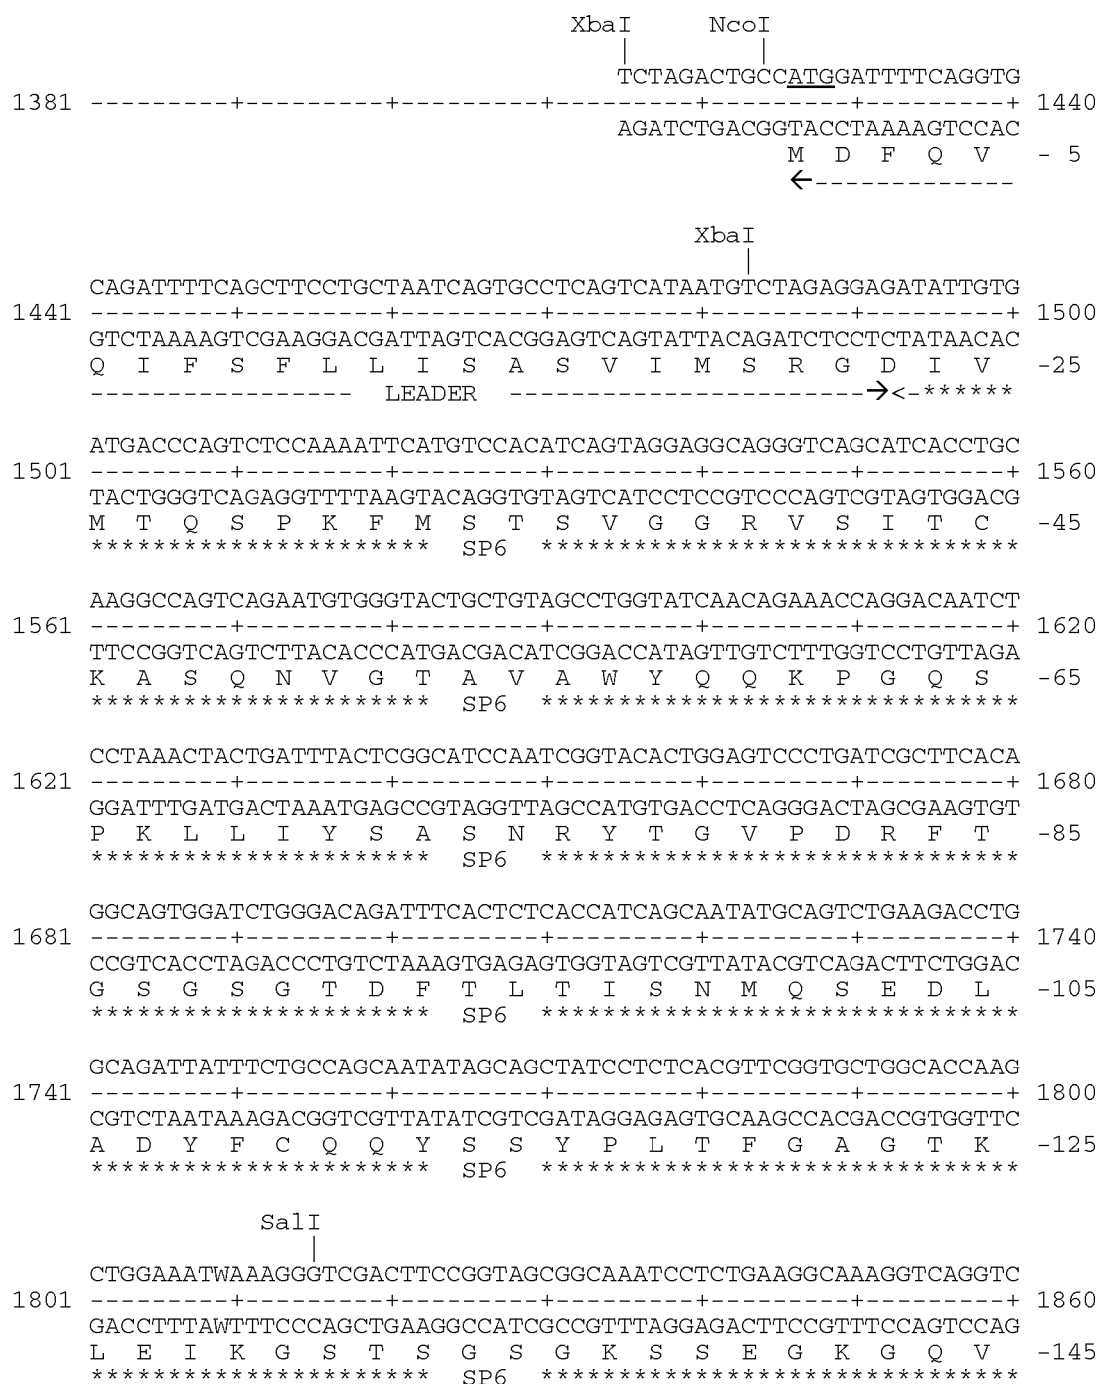 XbaI NcoI
TCTAGACTGCCATGGATTTTCAGGTG
1381 ---------+---------+---------+---------+---------+---------+ 1440
AGATCTGACGGTACCTAAAAGTCCAC
M D F Q V - 5
←-------------
XbaI
CAGATTTTCAGCTTCCTGCTAATCAGTGCCTCAGTCATAATGTCTAGAGGAGATATTGTG
1441 ---------+---------+---------+---------+---------+---------+ 1500
GTCTAAAAGTCGAAGGACGATTAGTCACGGAGTCAGTATTACAGATCTCCTCTATAACAC
Q I F S F L L I S A S V I M S R G D I V -25
----------------- LEADER -----------------------→<-******
ATGACCCAGTCTCCAAAATTCATGTCCACATCAGTAGGAGGCAGGGTCAGCATCACCTGC
1501 ---------+---------+---------+---------+---------+---------+ 1560
TACTGGGTCAGAGGTTTTAAGTACAGGTGTAGTCATCCTCCGTCCCAGTCGTAGTGGACG
M T Q S P K F M S T S V G G R V S I T C -45
********************** SP6 *******************************
AAGGCCAGTCAGAATGTGGGTACTGCTGTAGCCTGGTATCAACAGAAACCAGGACAATCT
1561 ---------+---------+---------+---------+---------+---------+ 1620
TTCCGGTCAGTCTTACACCCATGACGACATCGGACCATAGTTGTCTTTGGTCCTGTTAGA
K A S Q N V G T A V A W Y Q Q K P G Q S -65
********************** SP6 *******************************
CCTAAACTACTGATTTACTCGGCATCCAATCGGTACACTGGAGTCCCTGATCGCTTCACA
1621 ---------+---------+---------+---------+---------+---------+ 1680
GGATTTGATGACTAAATGAGCCGTAGGTTAGCCATGTGACCTCAGGGACTAGCGAAGTGT
P K L L I Y S A S N R Y T G V P D R F T -85
********************** SP6 *******************************
GGCAGTGGATCTGGGACAGATTTCACTCTCACCATCAGCAATATGCAGTCTGAAGACCTG
1681 ---------+---------+---------+---------+---------+---------+ 1740
CCGTCACCTAGACCCTGTCTAAAGTGAGAGTGGTAGTCGTTATACGTCAGACTTCTGGAC
G S G S G T D F T L T I S N M Q S E D L -105
********************** SP6 *******************************
GCAGATTATTTCTGCCAGCAATATAGCAGCTATCCTCTCACGTTCGGTGCTGGCACCAAG
1741 ---------+---------+---------+---------+---------+---------+ 1800
CGTCTAATAAAGACGGTCGTTATATCGTCGATAGGAGAGTGCAAGCCACGACCGTGGTTC
A D Y F C Q Q Y S S Y P L T F G A G T K -125
********************** SP6 *******************************
SalI
CTGGAAATWAAAGGGTCGACTTCCGGTAGCGGCAAATCCTCTGAAGGCAAAGGTCAGGTC
1801 ---------+---------+---------+---------+---------+---------+ 1860
GACCTTTAWTTTCCCAGCTGAAGGCCATCGCCGTTTAGGAGACTTCCGTTTCCAGTCCAG
L E I K G S T S G S G K S S E G K G Q V -145
********************** SP6 *******************************